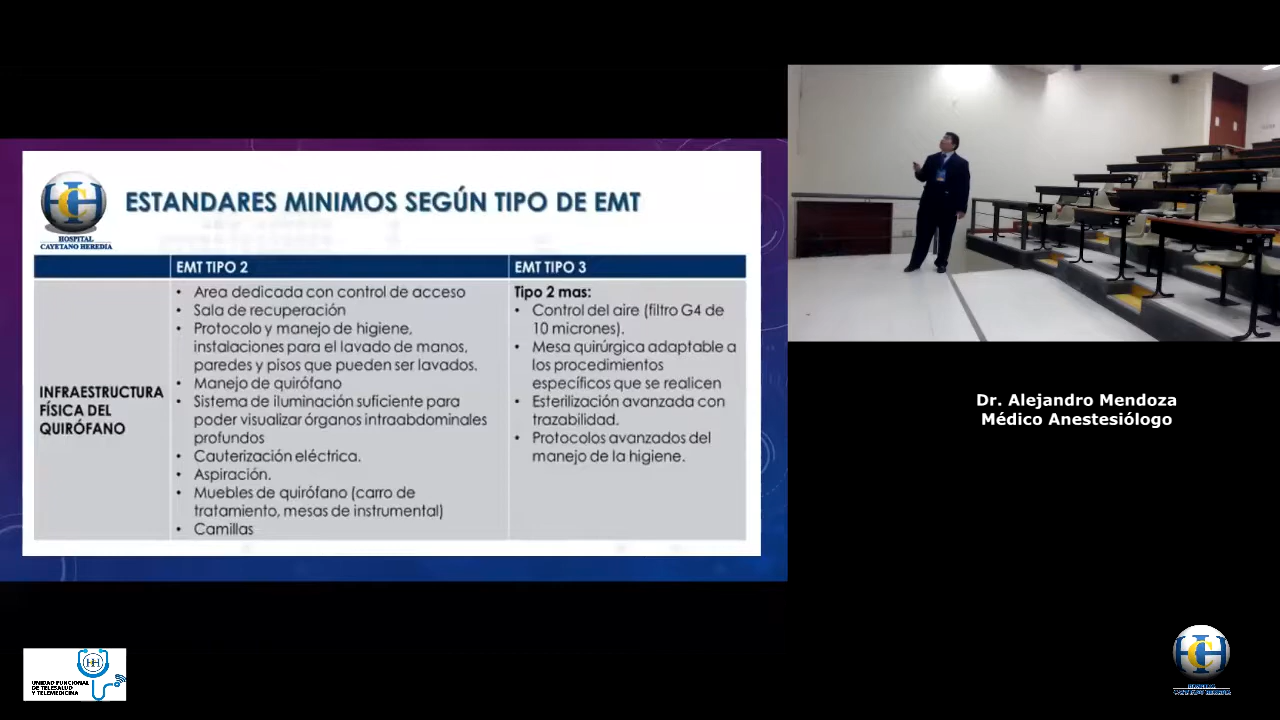 ESTANDARES MINIMOS SEGÚN TIPO DE EMT
HOSPITAL
CAYETANO HEREDIA
EMT TIPO 2
EMT TIPO 3
INFRAESTRUCTURA
FÍSICA DEL
QUIRÓFANO
• Area dedicada con control de acceso
• Sala de recuperación
• Protocolo y manejo de higiene,
instalaciones para el lavado de manos,
paredes y pisos que pueden ser lavados.
• Manejo de quirófano
• Sistema de iluminación suficiente para
poder visualizar órganos intraabdominales
profundos
• Cauterización eléctrica.
• Aspiración.
• Muebles de quirófano (carro de
tratamiento, mesas de instrumental)
• Camillas
Tipo 2 mas:
• Control del aire (filtro G4 de
10 micrones).
• Mesa quirúrgica adaptable a
los procedimientos
específicos que se realicen
• Esterilización avanzada con
trazabilidad.
• Protocolos avanzados del
manejo de la higiene.
Dr. Alejandro Mendoza
Médico Anestesiólogo
HH
UNIDAD FUNCIONAL
DE TELESALUD
Y TELEMEDICINA
HOSPITAL
CAYETANO HEREDIA